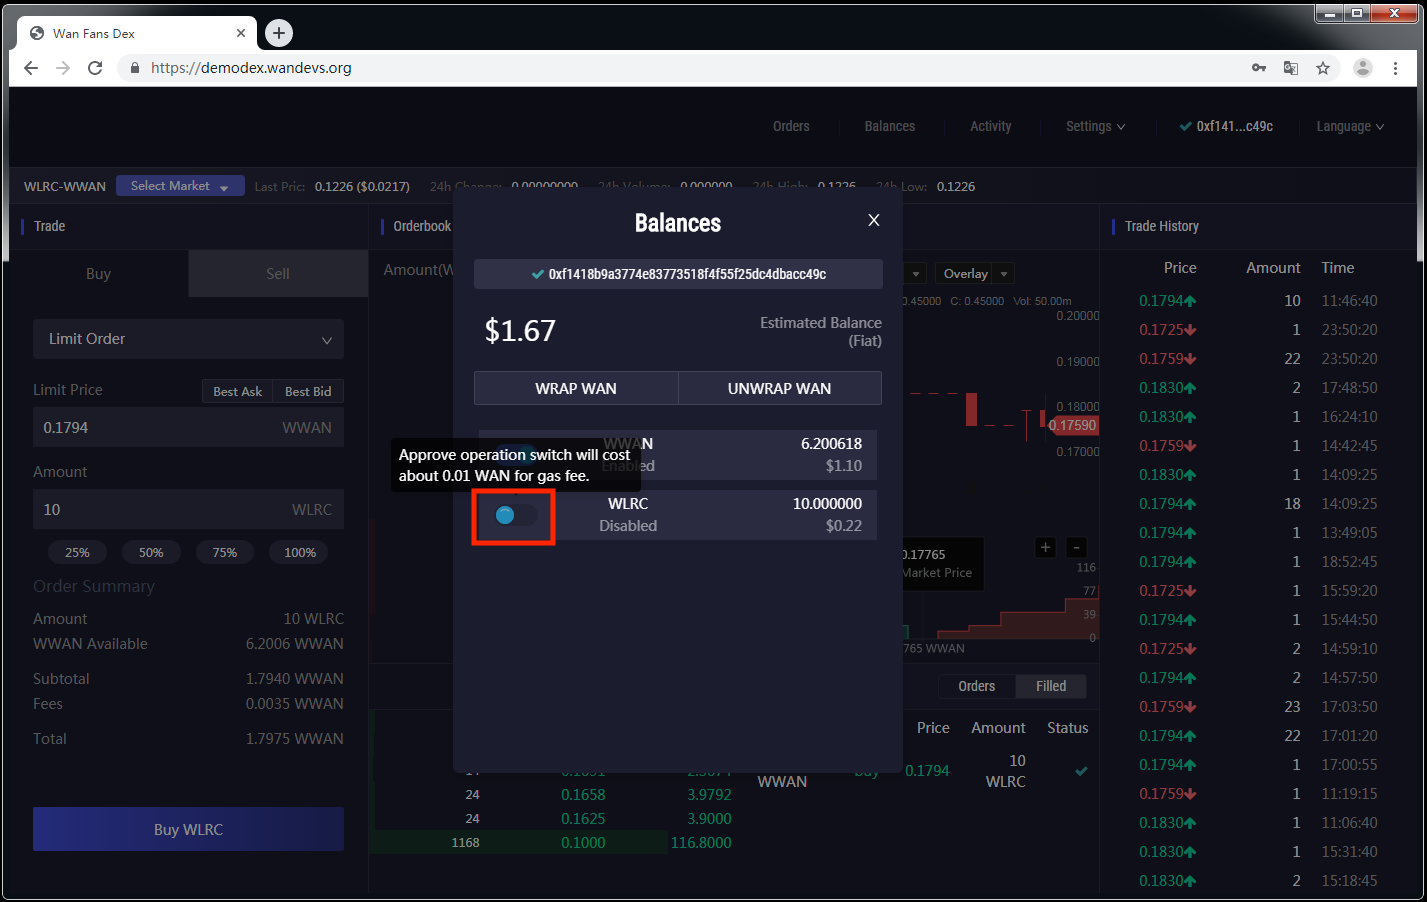 Wan Fans Dex
https://demodex.wandevs.org
Orders Balances Activity Settings 0xf141...c49c Language
WLRC-WWAN Select Market Last Pric: 0.1226 ($0.0217) 24h Change: 0.00000000 24h Volume: 0.000000 24h High: 0.1226 24h Low: 0.1226
Trade
Buy Sell
Limit Order
Limit Price Best Ask Best Bid
0.1794 WWAN
Amount
10 WLRC
25% 50% 75% 100%
Order Summary
Amount 10 WLRC
WWAN Available 6.2006 WWAN
Subtotal 1.7940 WWAN
Fees 0.0035 WWAN
Total 1.7975 WWAN
Buy WLRC
Orderbook
Amount(W
24 0.1658 3.9792
24 0.1625 3.9000
1168 0.1000 116.8000
Balances
0xf1418b9a3774e83773518f4f55f25dc4dbacc49c
$1.67 Estimated Balance
(Fiat)
WRAP WAN UNWRAP WAN
WWAN 6.200618
Enabled $1.10
Approve operation switch will cost
about 0.01 WAN for gas fee.
WLRC 10.000000
Disabled $0.22
Overlay
0.45000 C: 0.45000 Vol: 50.00m
0.20000
0.19000
0.18000
0.17590
0.17000
0.17765
Market Price
+ -
116
77
39
0
765 WWAN
Orders Filled
Price Amount Status
WWAN Buy 0.1794 10
WLRC
Trade History
Price Amount Time
0.1794 10 11:46:40
0.1725 1 23:50:20
0.1759 22 23:50:20
0.1830 2 17:48:50
0.1830 1 16:24:10
0.1759 1 14:42:45
0.1830 1 14:09:25
0.1794 18 14:09:25
0.1794 1 13:49:05
0.1794 1 18:52:45
0.1725 1 15:59:20
0.1794 1 15:44:50
0.1725 2 14:59:10
0.1794 2 14:57:50
0.1759 23 17:03:50
0.1794 22 17:01:20
0.1794 1 17:00:55
0.1759 1 11:19:15
0.1830 1 11:06:40
0.1830 1 15:31:40
0.1830 2 15:18:45